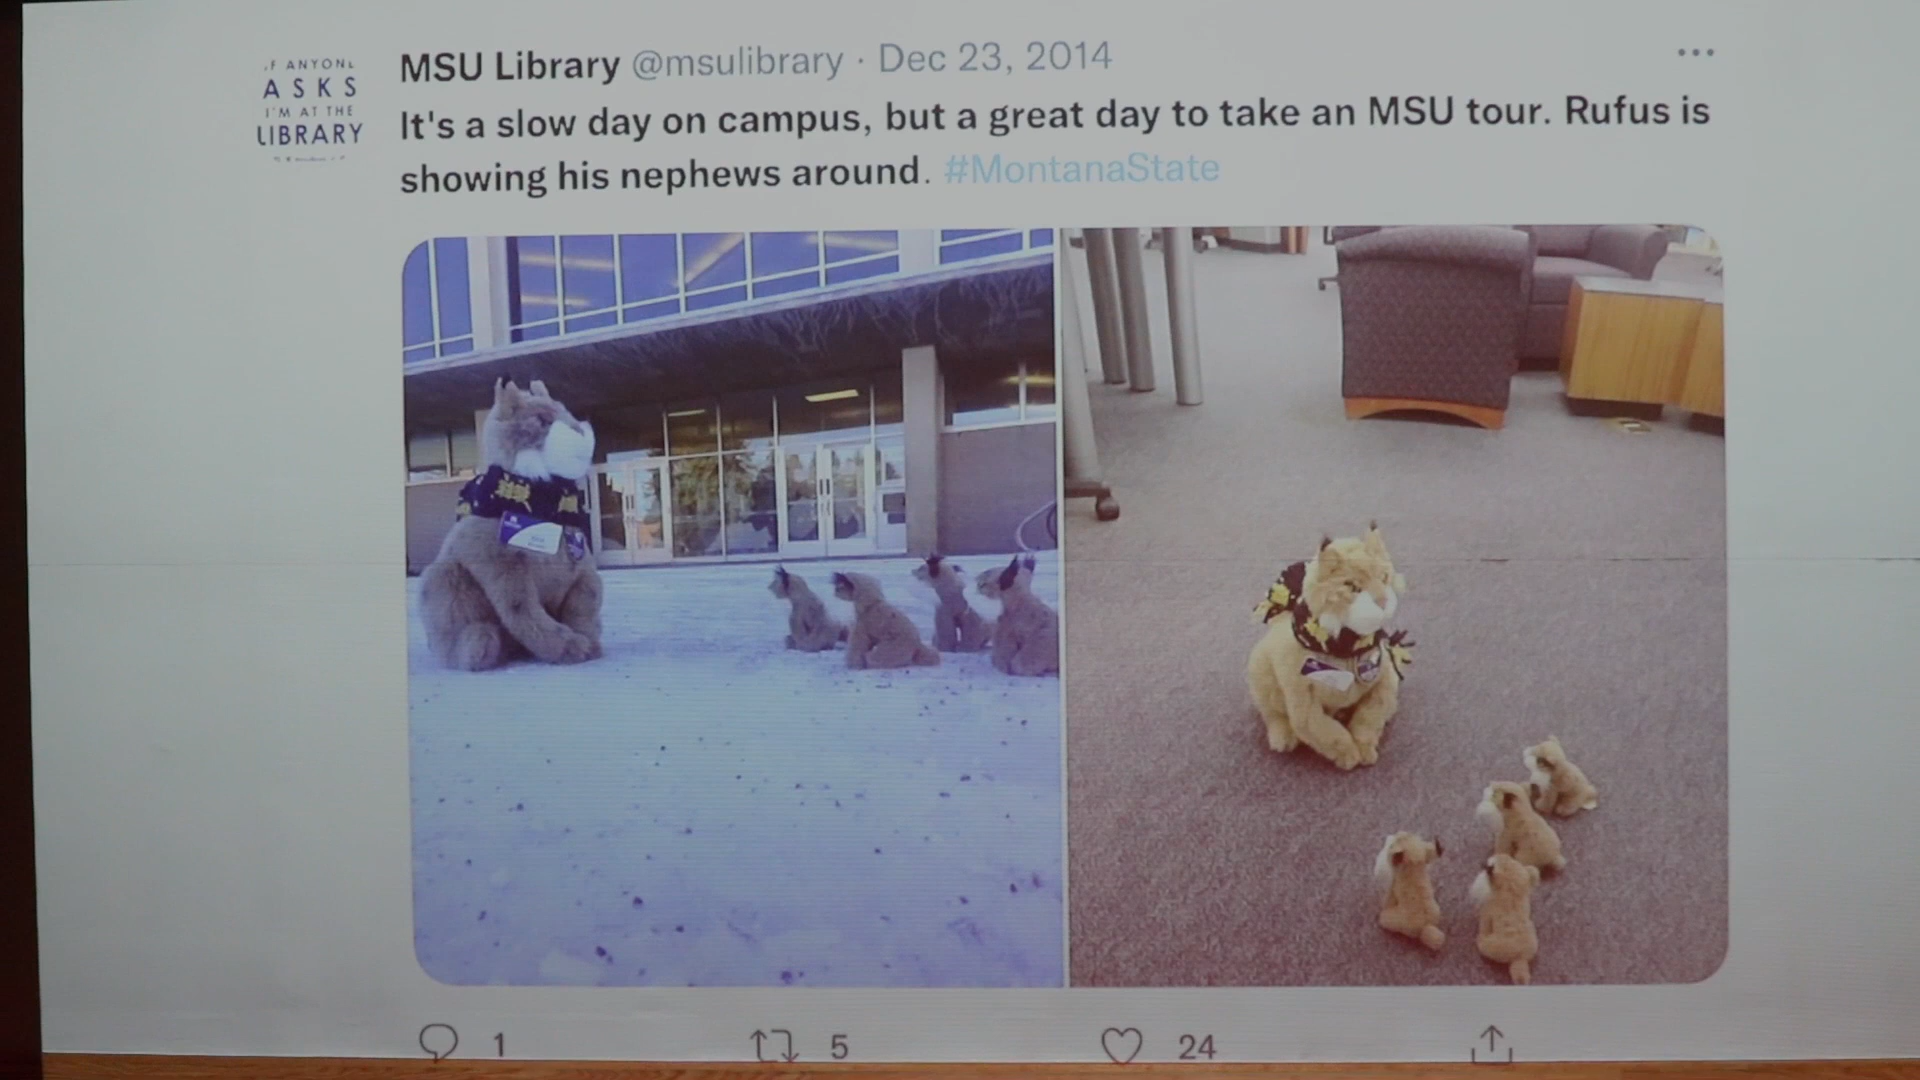 F ANYONE
ASKS
I'M AT THE
LIBRARY
MSU Library @msulibrary · Dec 23, 2014
It's a slow day on campus, but a great day to take an MSU tour. Rufus is
showing his nephews around. #MontanaState
1
5
24